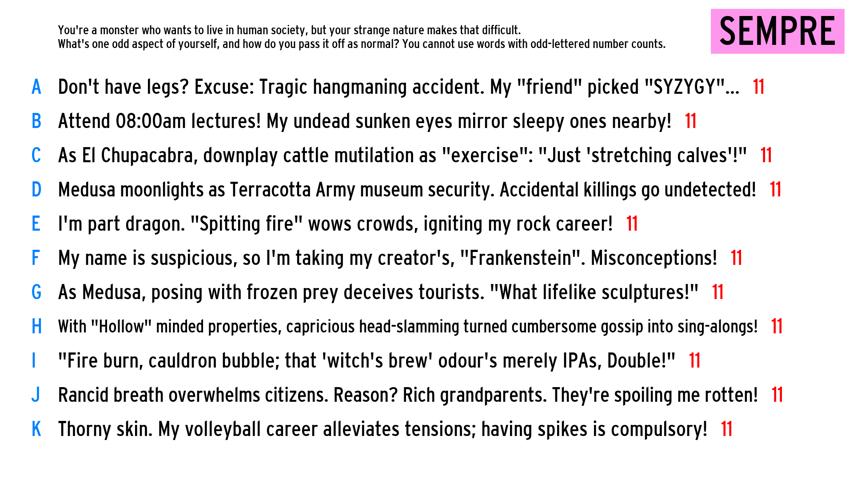 You're a monster who wants to live in human society, but your strange nature makes that difficult.
What's one odd aspect of yourself, and how do you pass it off as normal? You cannot use words with odd-lettered number counts.
SEMPRE
A Don't have legs? Excuse: Tragic hangmaning accident. My "friend" picked "SYZYGY"... 11
B Attend 08:00am lectures! My undead sunken eyes mirror sleepy ones nearby! 11
C As El Chupacabra, downplay cattle mutilation as "exercise": "Just 'stretching calves'!" 11
D Medusa moonlights as Terracotta Army museum security. Accidental killings go undetected! 11
E I'm part dragon. "Spitting fire" wows crowds, igniting my rock career! 11
F My name is suspicious, so I'm taking my creator's, "Frankenstein". Misconceptions! 11
G As Medusa, posing with frozen prey deceives tourists. "What lifelike sculptures!" 11
H With "Hollow" minded properties, capricious head-slamming turned cumbersome gossip into sing-alongs! 11
I "Fire burn, cauldron bubble; that 'witch's brew' odour's merely IPAs, Double!" 11
J Rancid breath overwhelms citizens. Reason? Rich grandparents. They're spoiling me rotten! 11
K Thorny skin. My volleyball career alleviates tensions; having spikes is compulsory! 11